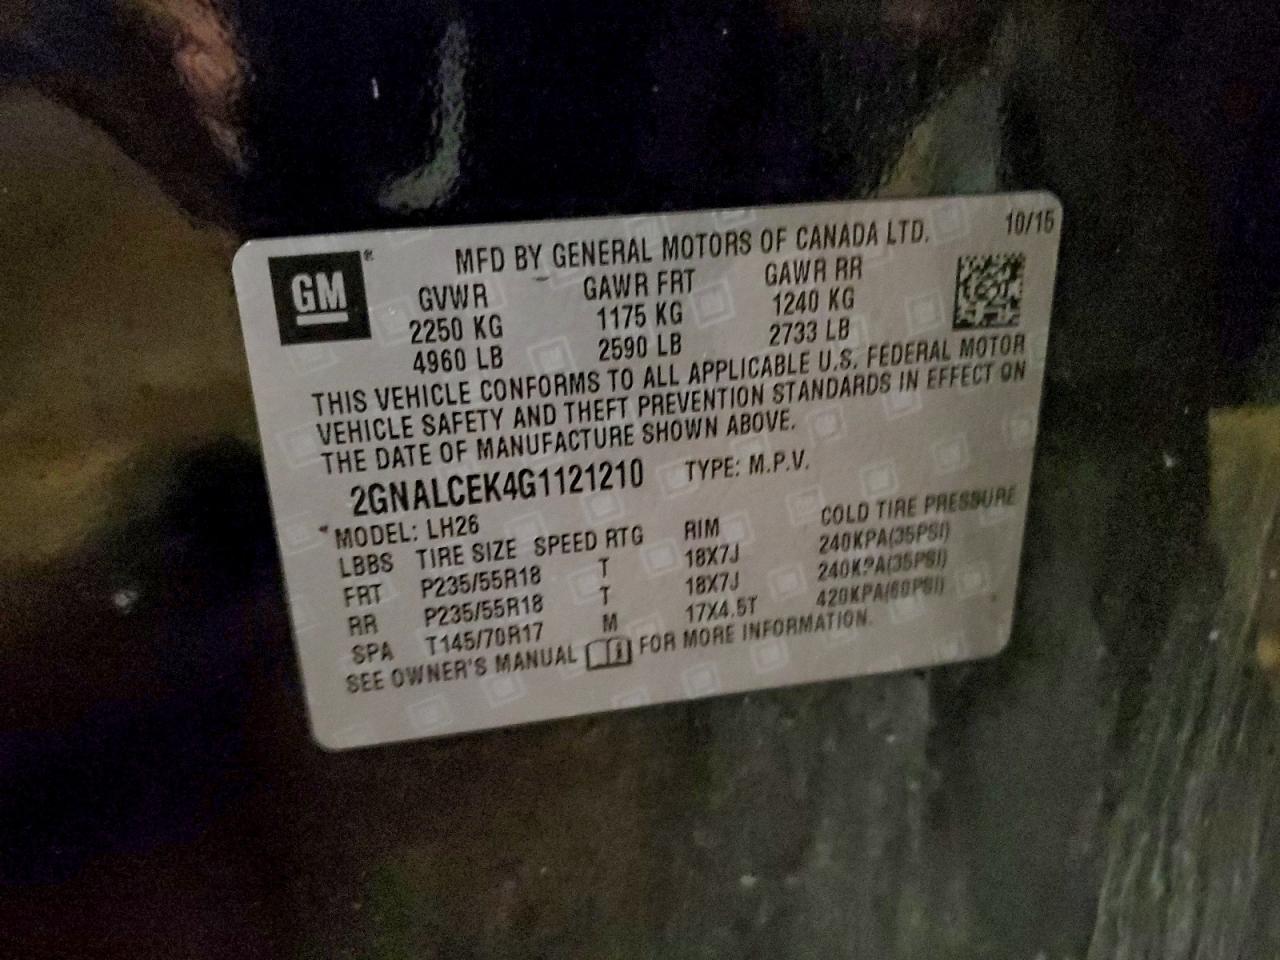 GM®
MFD BY GENERAL MOTORS OF CANADA LTD. 10/15
GVWR GAWR FRT GAWR RR
2250 KG 1175 KG 1240 KG
4960 LB 2590 LB 2733 LB
THIS VEHICLE CONFORMS TO ALL APPLICABLE U.S. FEDERAL MOTOR
VEHICLE SAFETY AND THEFT PREVENTION STANDARDS IN EFFECT ON
THE DATE OF MANUFACTURE SHOWN ABOVE.
2GNALCEK4G1121210 TYPE: M.P.V.
MODEL: LH26
LBBS TIRE SIZE SPEED RTG RIM COLD TIRE PRESSURE
FRT P235/55R18 T 18X7J 240KPA(35PSI)
RR P235/55R18 T 18X7J 240KPA(35PSI)
SPA T145/70R17 M 17X4.5T 420KPA(60PSI)
SEE OWNER'S MANUAL FOR MORE INFORMATION.